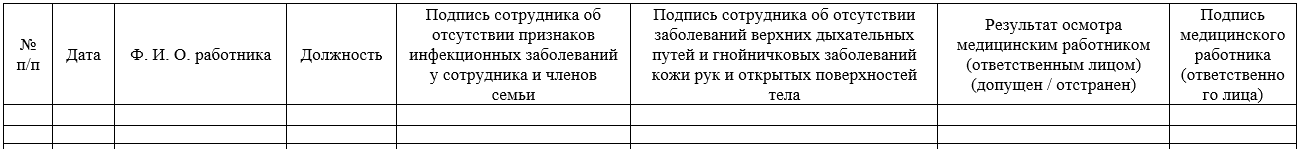 №
п/п
Дата
Ф. И. О. работника
Должность
Подпись сотрудника об
отсутствии признаков
инфекционных заболеваний
у сотрудника и членов
семьи
Подпись сотрудника об отсутствии
заболеваний верхних дыхательных
путей и гнойничковых заболеваний
кожи рук и открытых поверхностей
тела
Результат осмотра
медицинским работником
(ответственным лицом)
(допущен / отстранен)
Подпись
медицинского
работника
(ответственно
го лица)